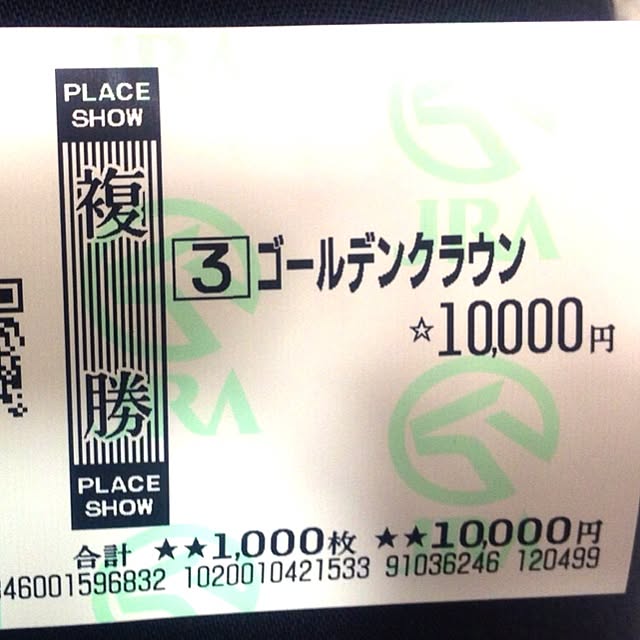 PLACE
SHOW
複勝
PLACE
SHOW
3 ゴールデンクラウン
☆10,000円
合計 ★★1,000枚 ★★10,000円
46001596832 1020010421533 91036246 120499
JRA
JRA